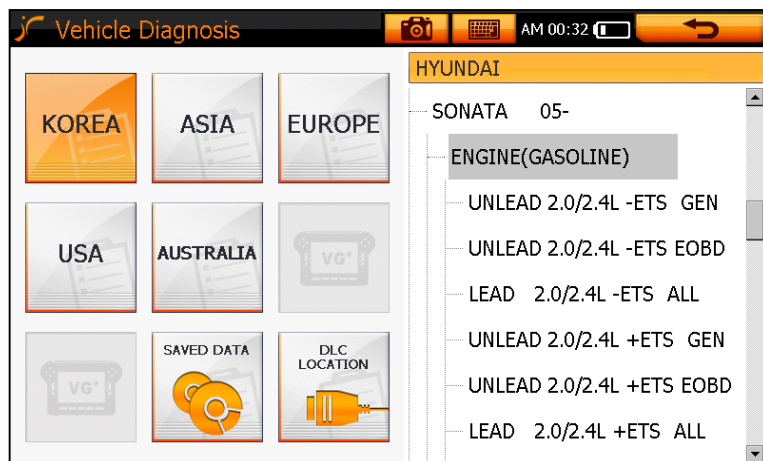 Vehicle Diagnosis
AM 00:32
KOREA
ASIA
EUROPE
USA
AUSTRALIA
VG+
VG+
SAVED DATA
DLC
LOCATION
HYUNDAI
SONATA 05-
ENGINE(GASOLINE)
UNLEAD 2.0/2.4L -ETS GEN
UNLEAD 2.0/2.4L -ETS EOBD
LEAD 2.0/2.4L -ETS ALL
UNLEAD 2.0/2.4L +ETS GEN
UNLEAD 2.0/2.4L +ETS EOBD
LEAD 2.0/2.4L +ETS ALL